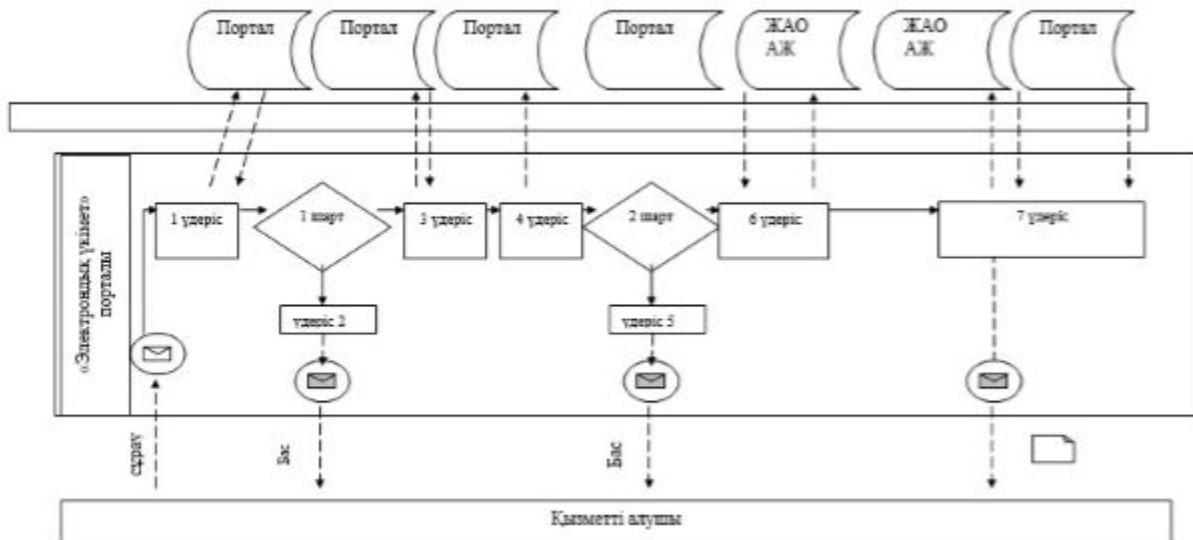 Портал
Портал
Портал
Портал
ЖАО
АЖ
ЖАО
АЖ
Портал
«Электрондық үкімет»
порталы
1 үдеріс
1 шарт
3 үдеріс
4 үдеріс
2 шарт
6 үдеріс
7 үдеріс
үдеріс 2
үдеріс 5
сұрау
Бас
Бас
Қызметті алушы